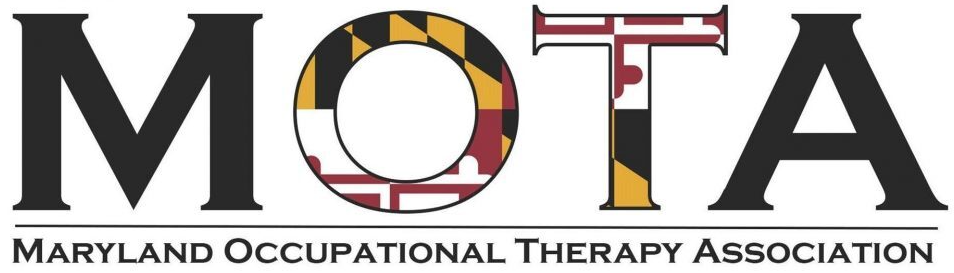 MOTA
MARYLAND OCCUPATIONAL THERAPY ASSOCIATION